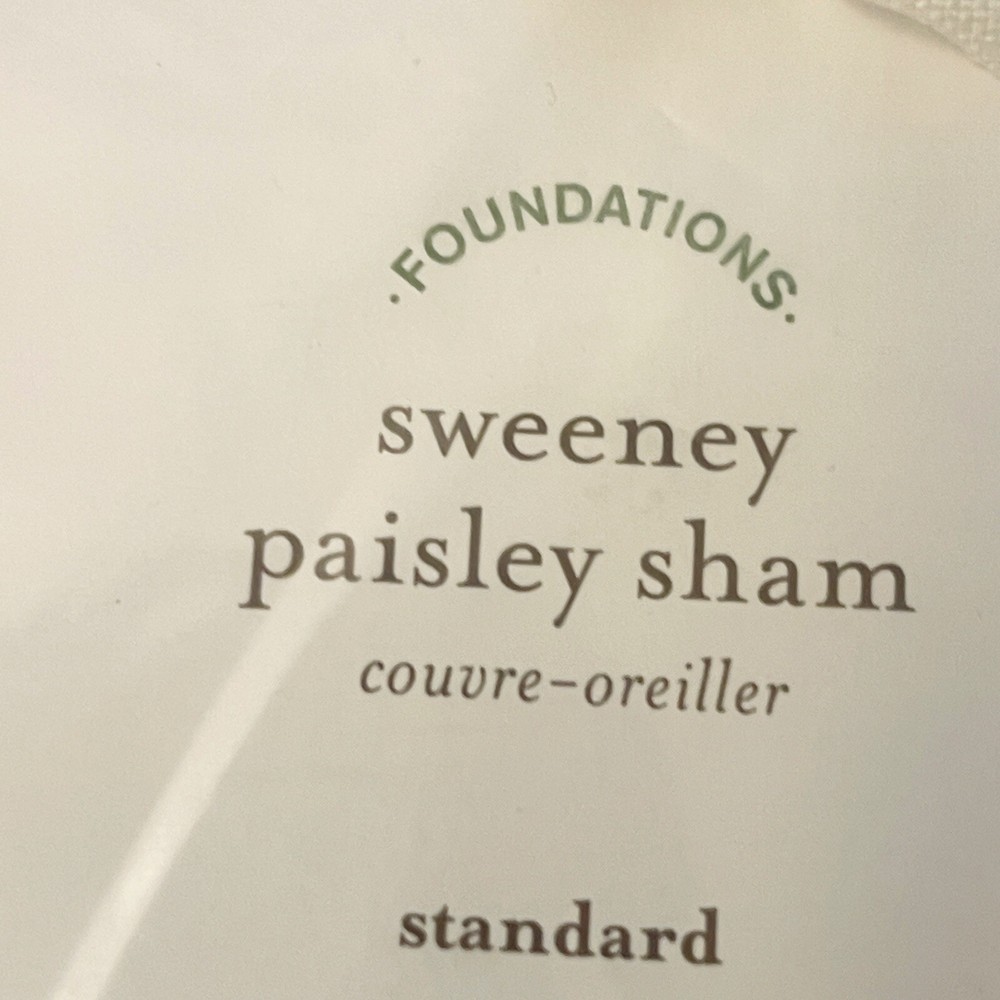 ·FOUNDATIONS·
sweeney
paisley sham
couvre-oreiller
standard